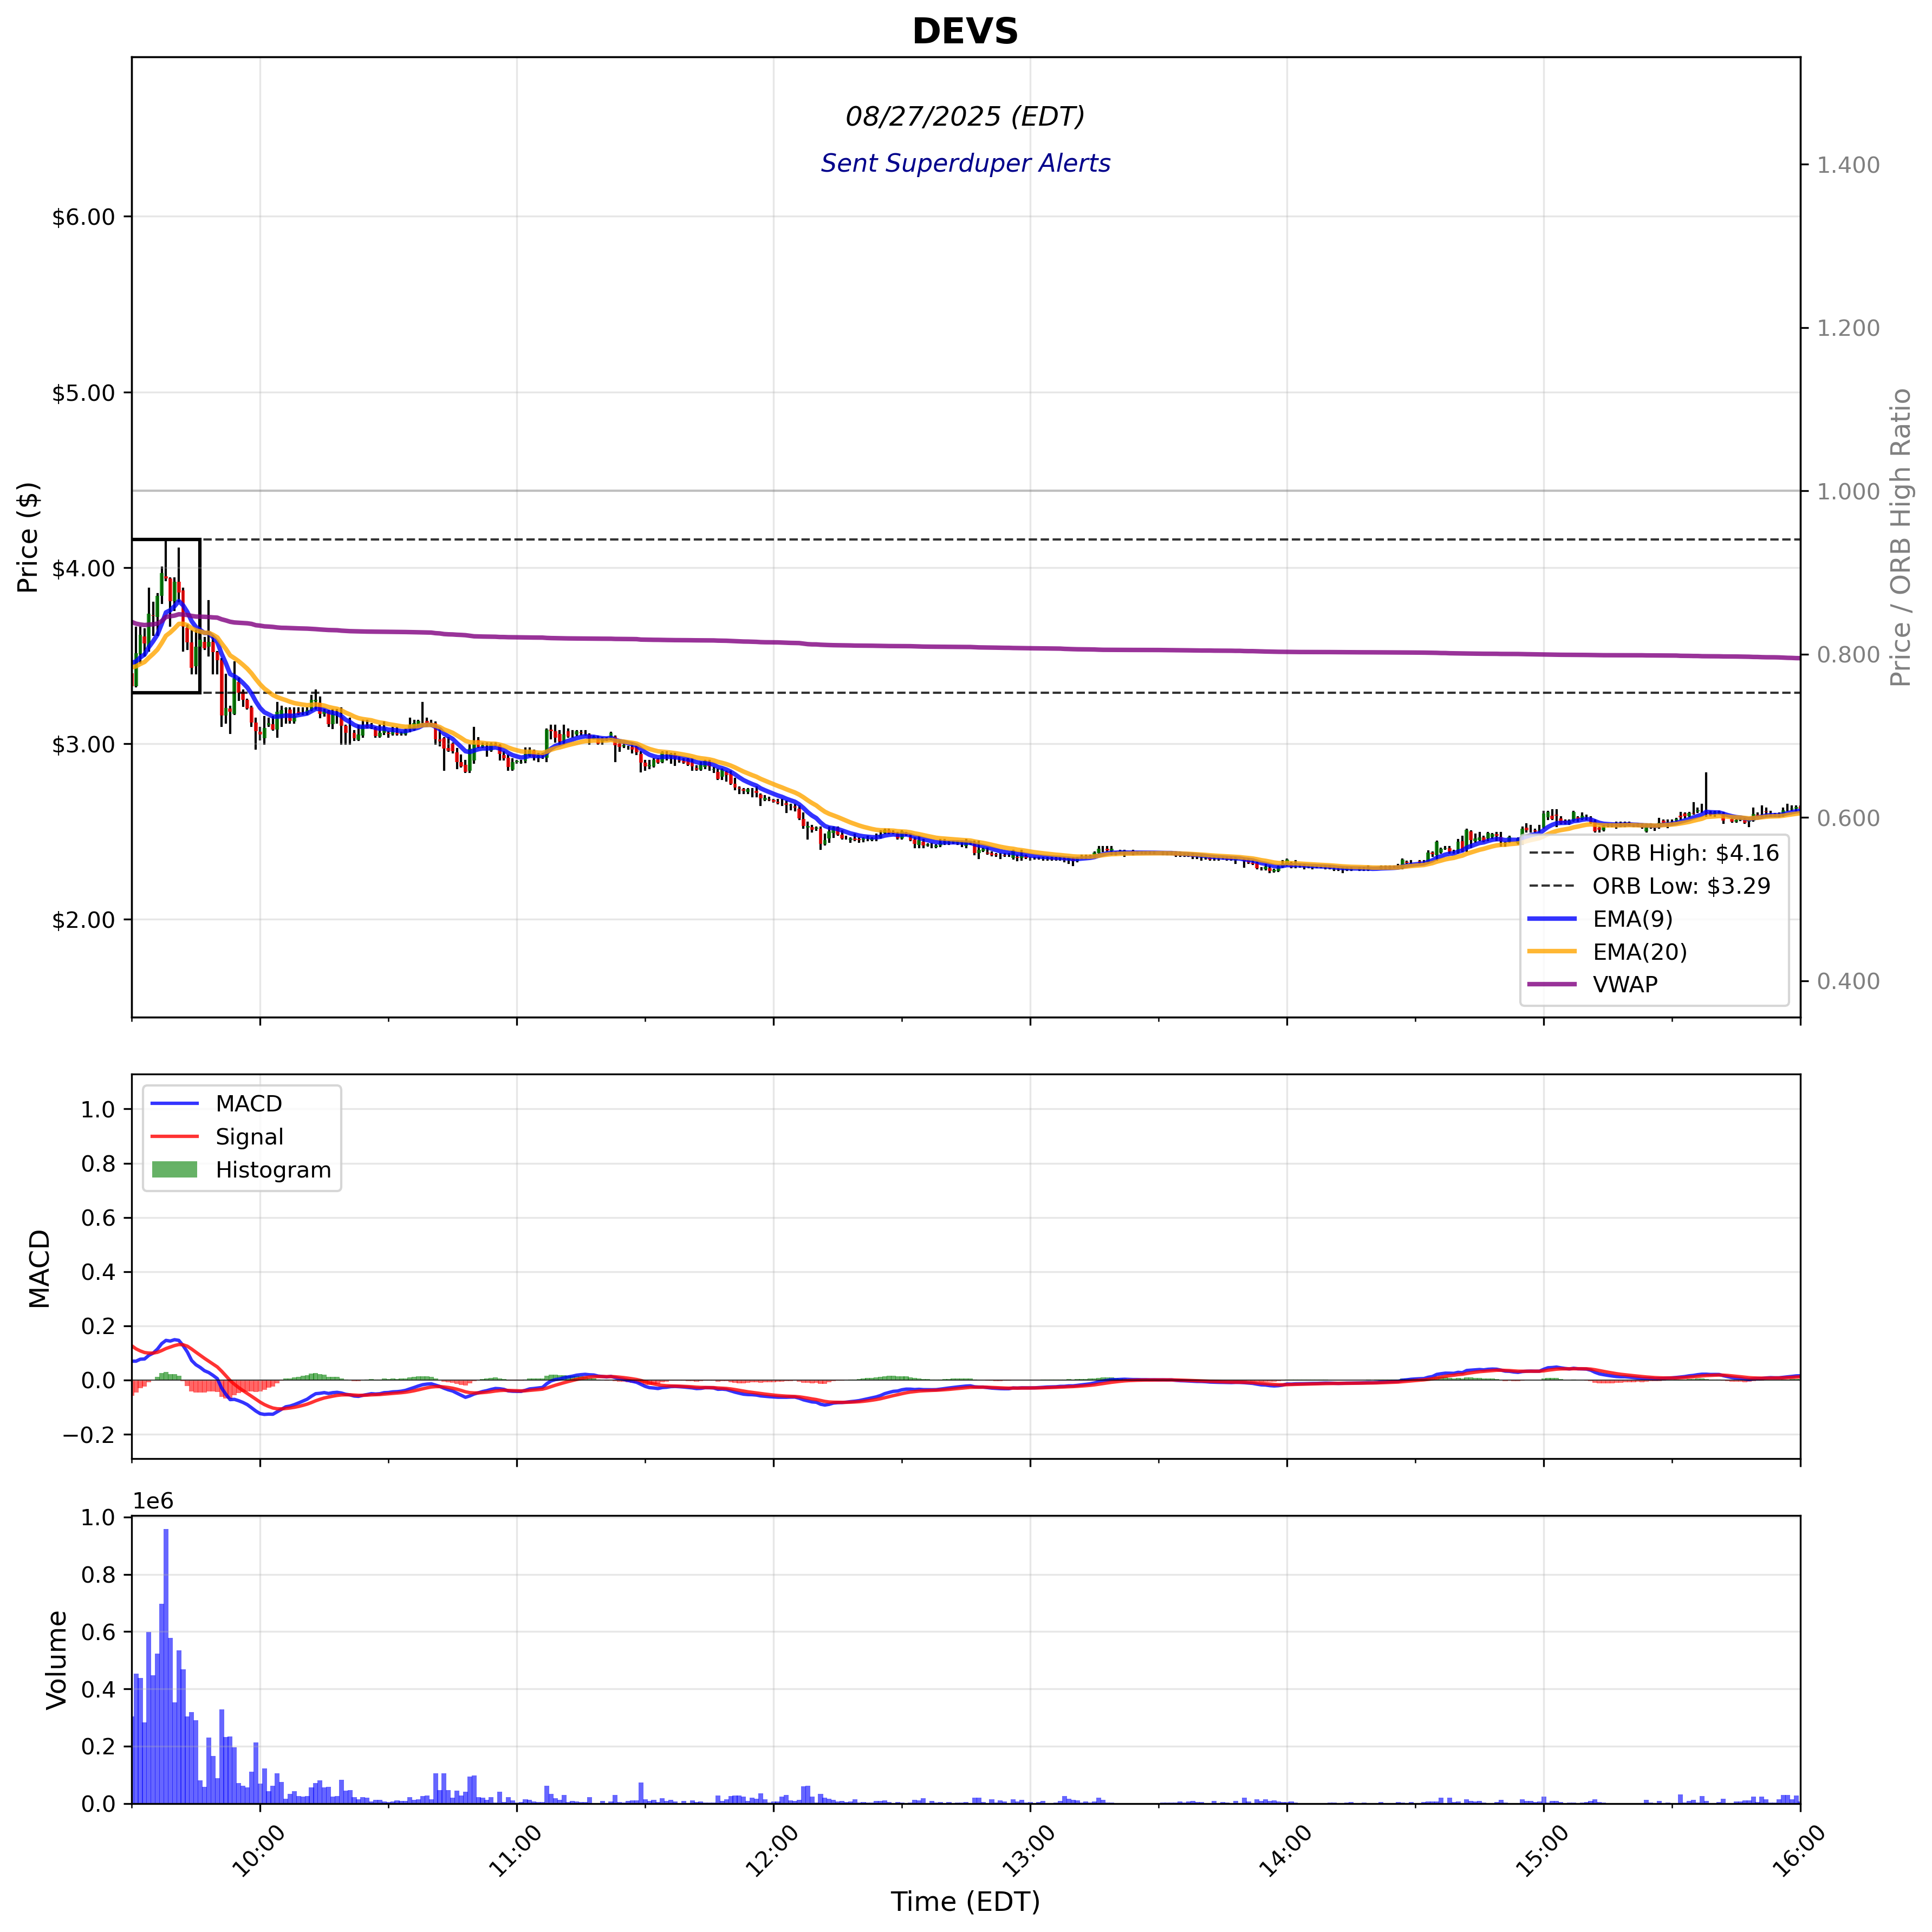 DEVS
08/27/2025 (EDT)
Sent Superduper Alerts
Price ($)
$6.00
$5.00
$4.00
$3.00
$2.00
1.400
1.200
1.000
0.800
0.600
0.400
Price / ORB High Ratio
ORB High: $4.16
ORB Low: $3.29
EMA(9)
EMA(20)
VWAP
MACD
1.0
0.8
0.6
0.4
0.2
0.0
−0.2
MACD
Signal
Histogram
Volume
1e6
1.0
0.8
0.6
0.4
0.2
0.0
10:00
11:00
12:00
13:00
14:00
15:00
16:00
Time (EDT)